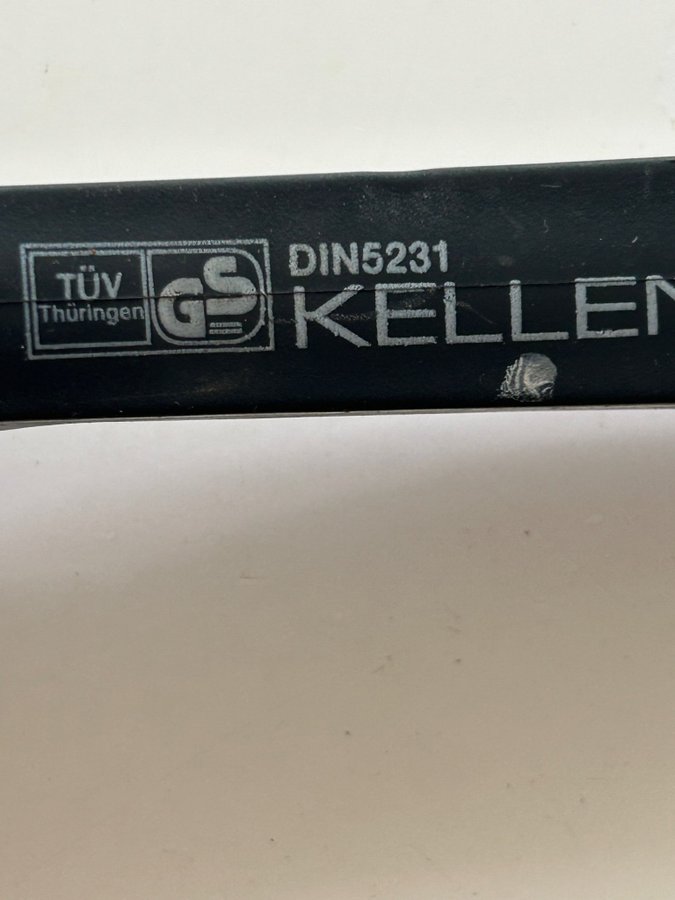 TÜV
Thüringen
GS
DIN5231
KELLEN